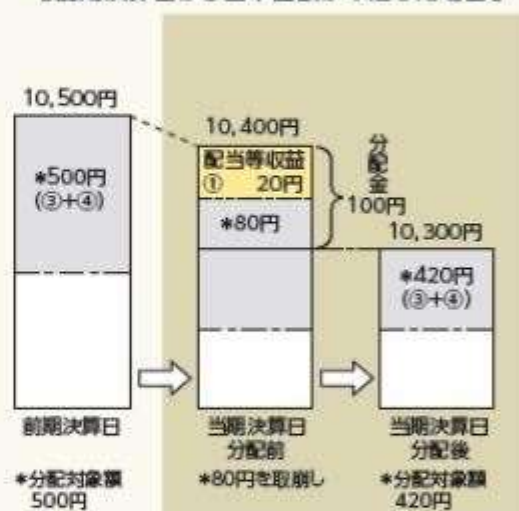 10,500円
*500円
(③+④)
前期決算日
*分配対象額
500円
10,400円
配当等収益
① 20円
*80円
分配金
100円
当期決算日
分配前
*80円を取崩し
10,300円
*420円
(③+④)
当期決算日
分配後
*分配対象額
420円